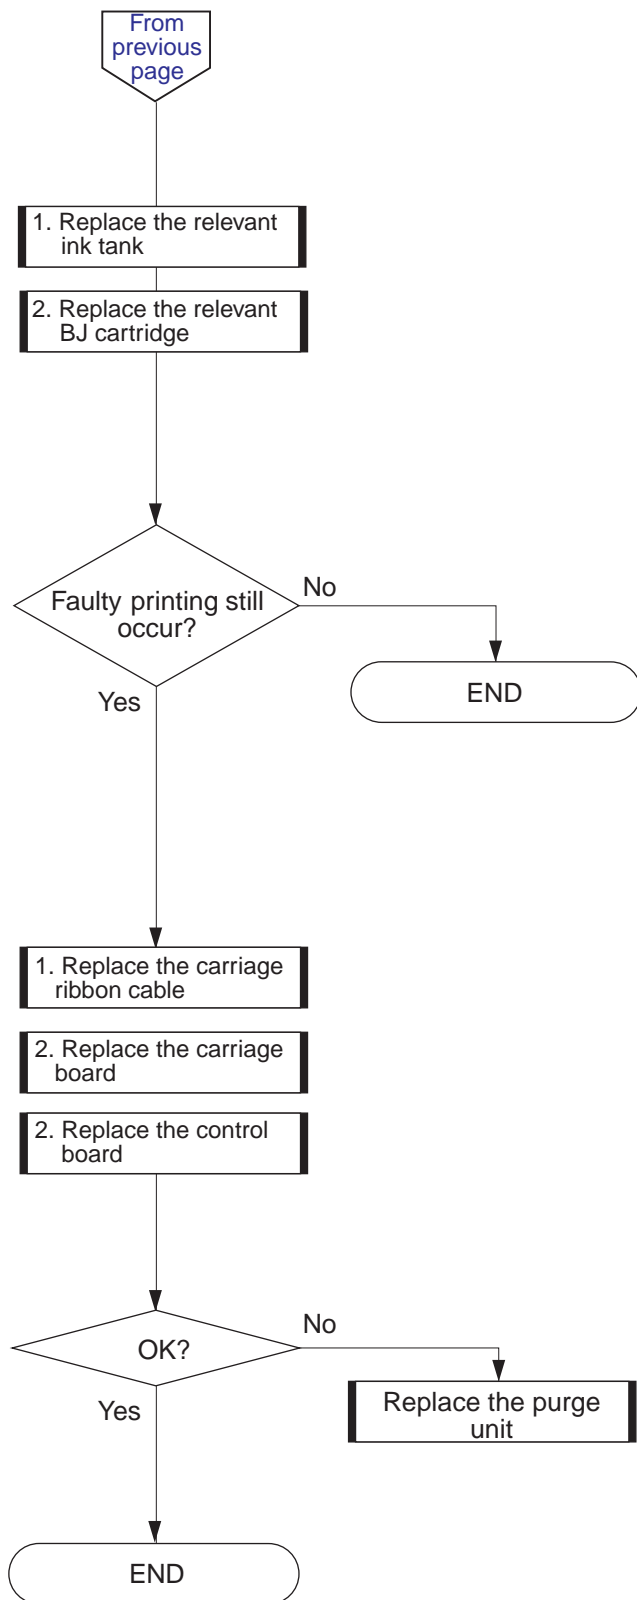 From
previous
page
1. Replace the relevant
ink tank
2. Replace the relevant
BJ cartridge
Faulty printing still
occur?
No
END
Yes
1. Replace the carriage
ribbon cable
2. Replace the carriage
board
2. Replace the control
board
OK?
No
Replace the purge
unit
Yes
END